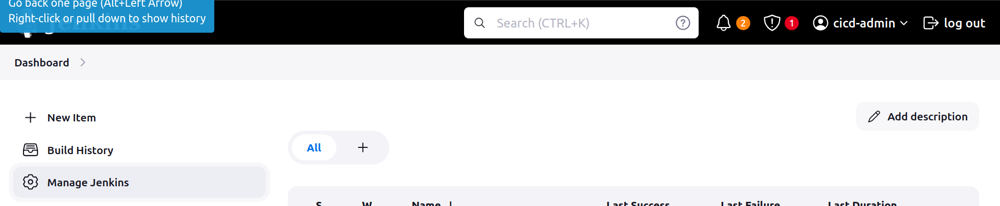 Go back one page (Alt+Left Arrow)
Right-click or pull down to show history
Search (CTRL+K)
?
2
1
cicd-admin
log out
Dashboard
New Item
Add description
Build History
All
+
Manage Jenkins
S W Name ↓ Last Success Last Failure Last Duration